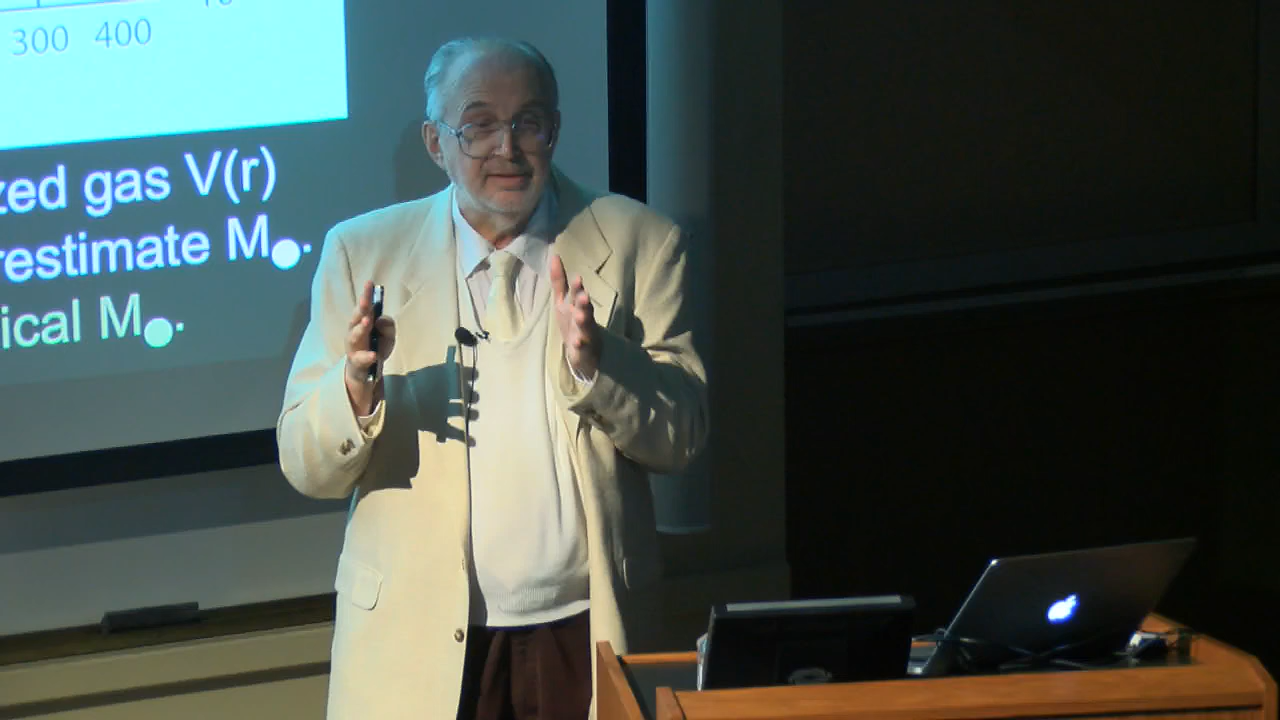 300 400
zed gas V(r)
restimate M●.
ical M●.